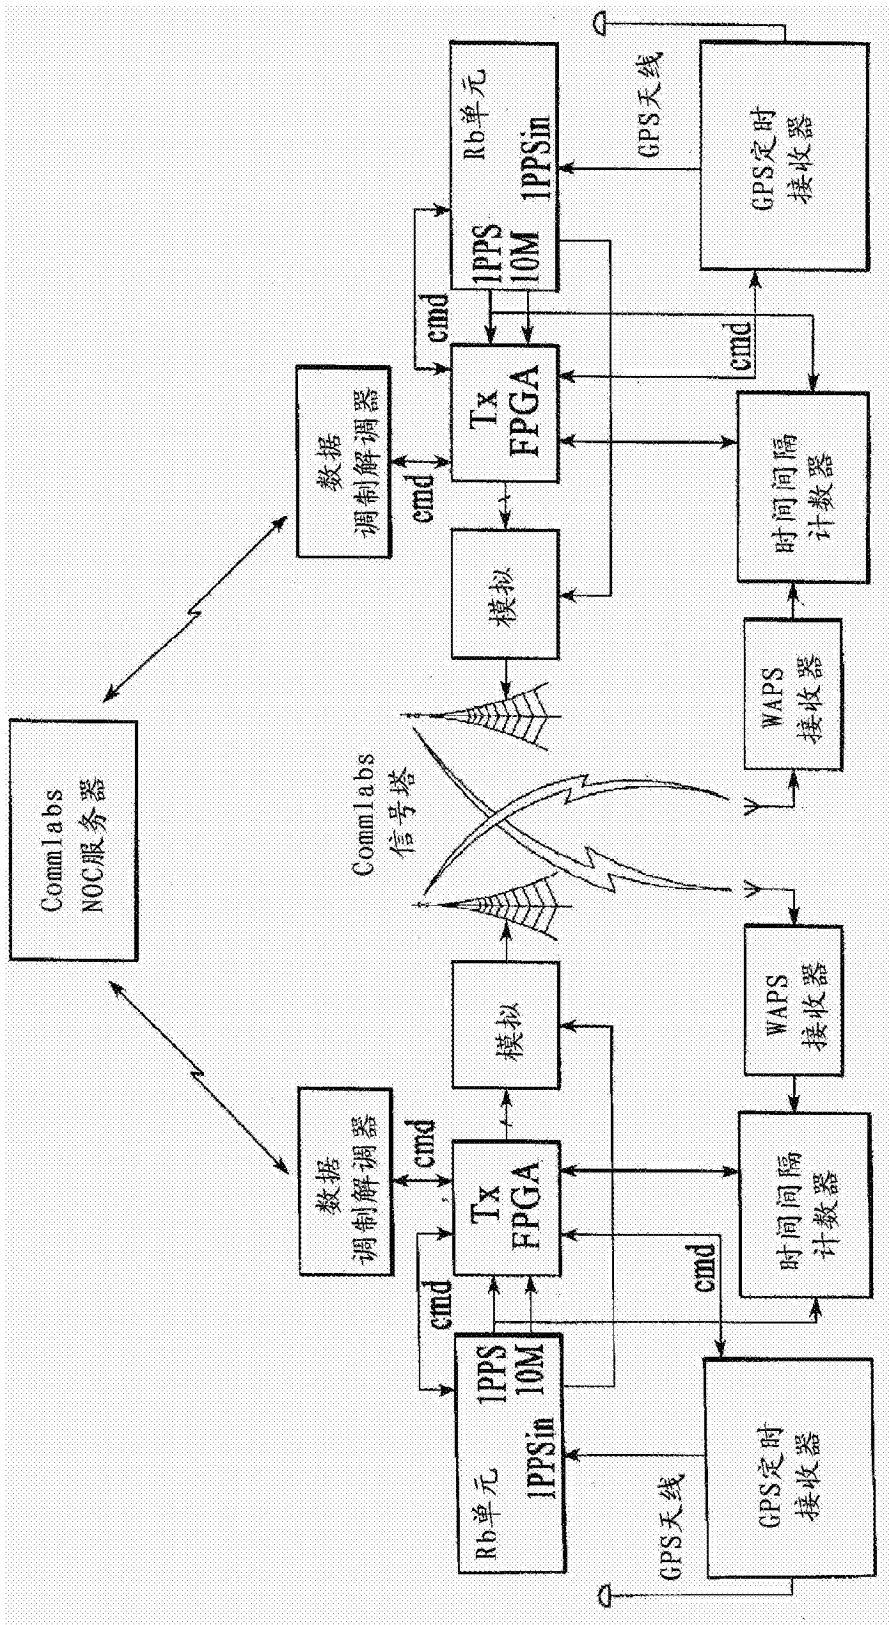 Commlabs
NOC服务器
数据
调制解调器
数据
调制解调器
cmd
cmd
cmd
cmd
Rb单元
1PPS
10M
1PPSin
Tx
FPGA
模拟
Commlabs
信号塔
模拟
Tx
FPGA
Rb单元
1PPS
10M
1PPSin
GPS天线
cmd
cmd
GPS天线
GPS定时
接收器
时间间隔
计数器
WAPS
接收器
WAPS
接收器
时间间隔
计数器
GPS定时
接收器